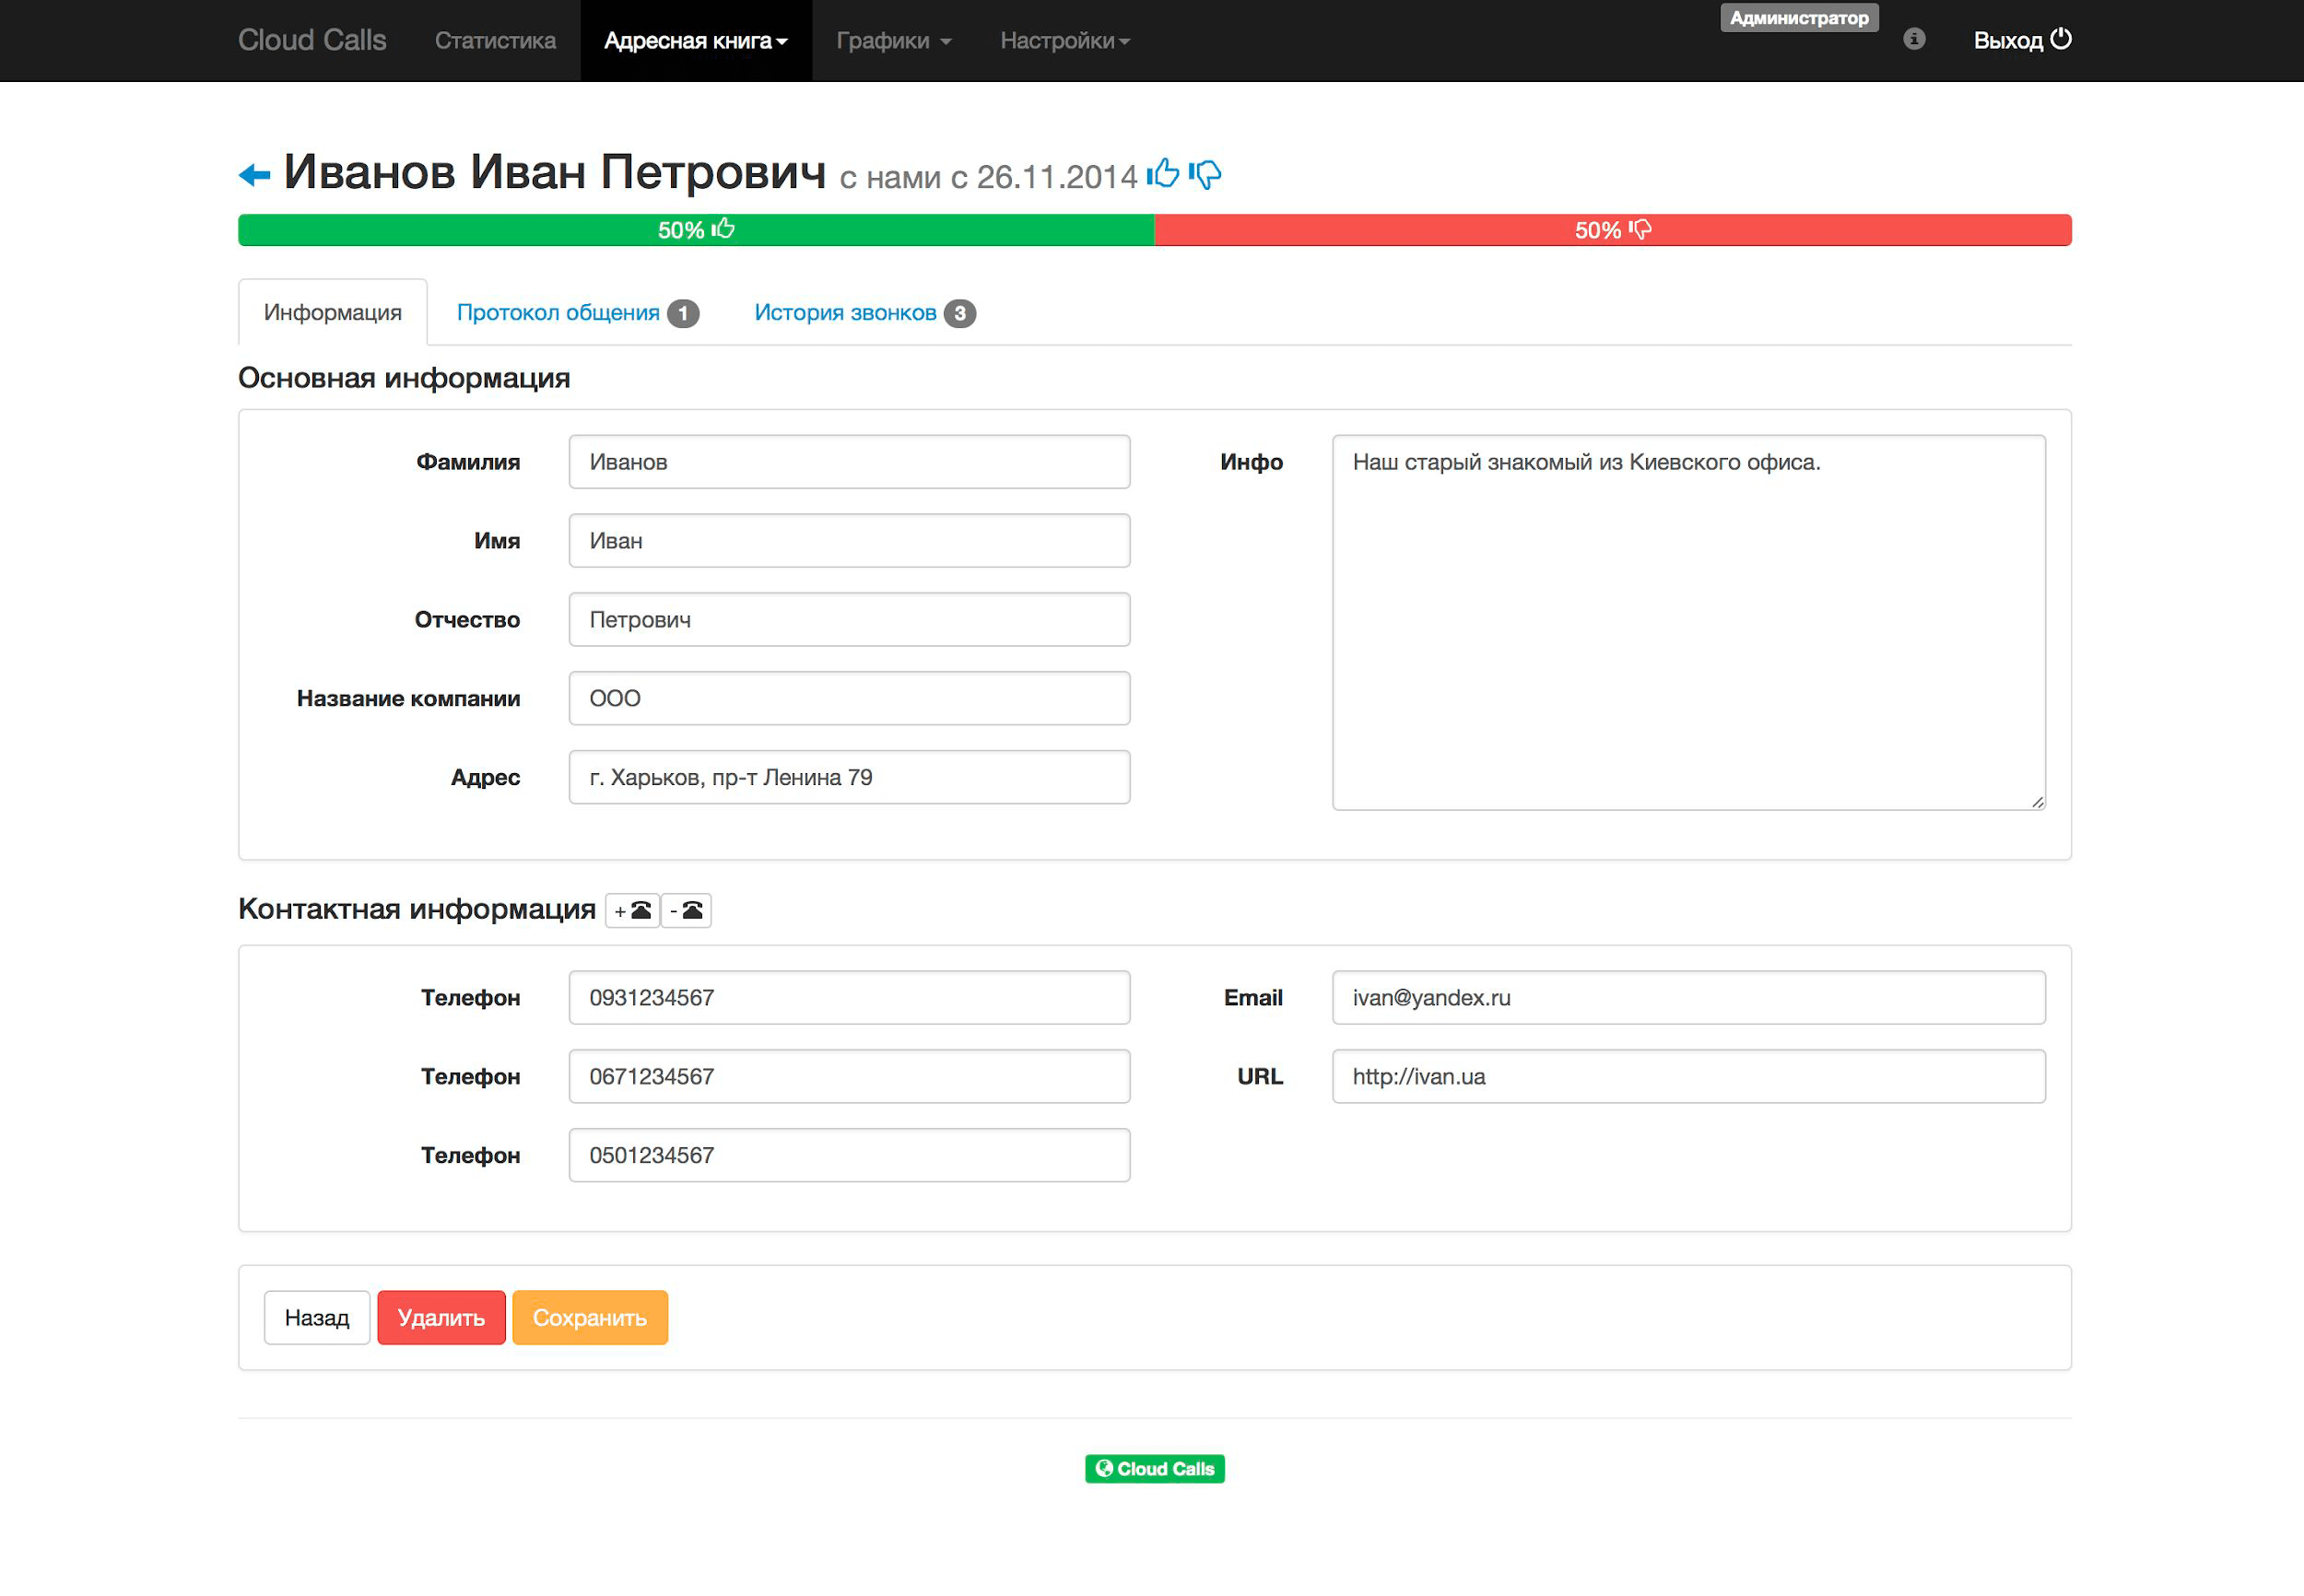 Cloud Calls Статистика Адресная книга Графики Настройки Администратор Выход
Иванов Иван Петрович с нами с 26.11.2014
50% 50%
Информация Протокол общения 1 История звонков 3
Основная информация
Фамилия Иванов Инфо Наш старый знакомый из Киевского офиса.
Имя Иван
Отчество Петрович
Название компании ООО
Адрес г. Харьков, пр-т Ленина 79
Контактная информация + -
Телефон 0931234567 Email ivan@yandex.ru
Телефон 0671234567 URL http://ivan.ua
Телефон 0501234567
Назад Удалить Сохранить
Cloud Calls